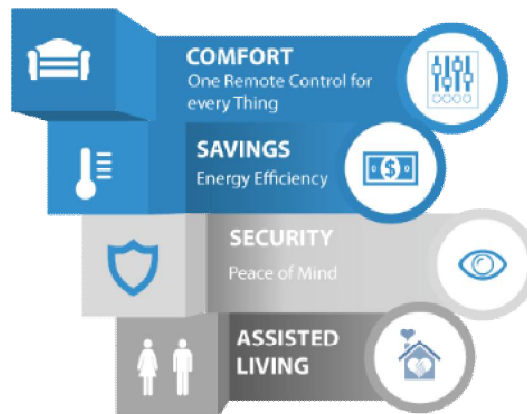 COMFORT
One Remote Control for
every Thing
SAVINGS
Energy Efficiency
SECURITY
Peace of Mind
ASSISTED
LIVING